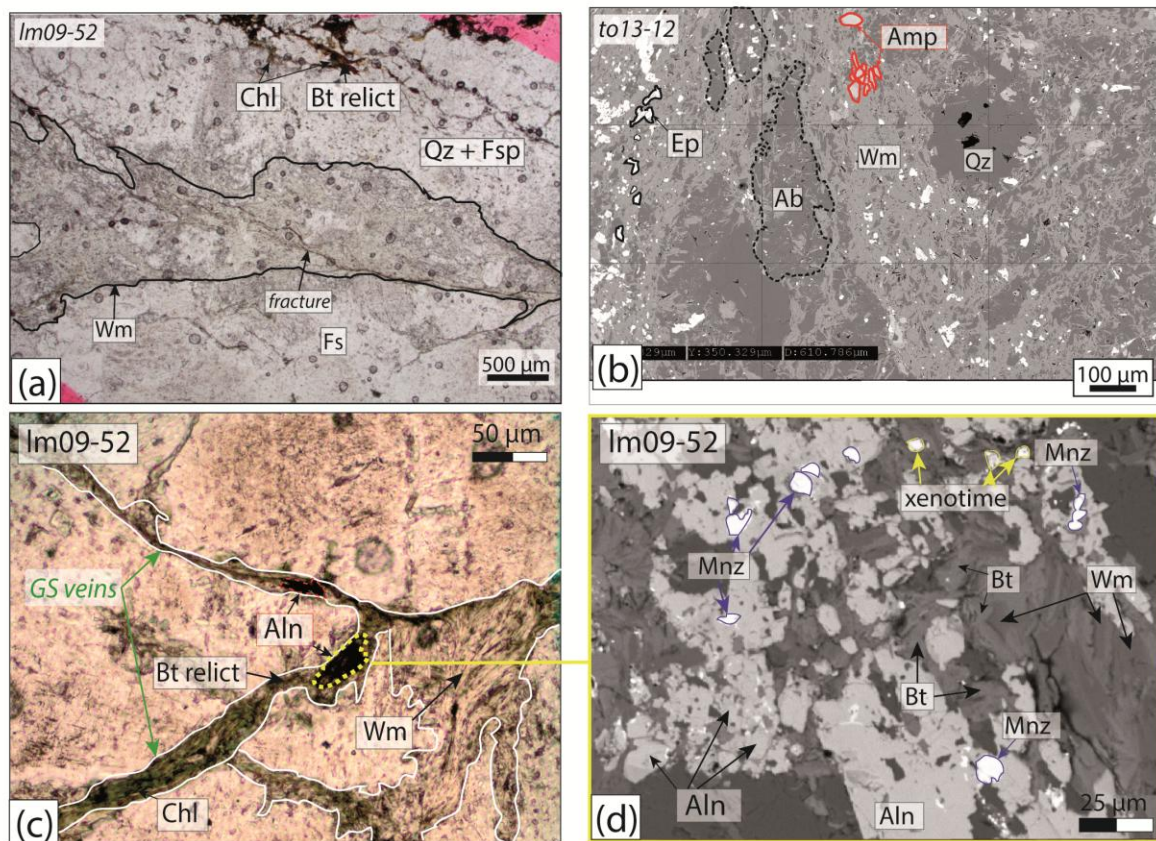 lm09-52
Chl
Bt relict
Qz + Fsp
fracture
Wm
Fs
(a)
500 µm
to13-12
Amp
Ep
Wm
Qz
Ab
29µm Y:350.329µm D:610.786µm
(b)
100 µm
lm09-52
50 µm
GS veins
Aln
Bt relict
Wm
(c)
Chl
lm09-52
Mnz
xenotime
Mnz
Bt
Wm
Bt
Mnz
Aln
Aln
(d)
25 µm